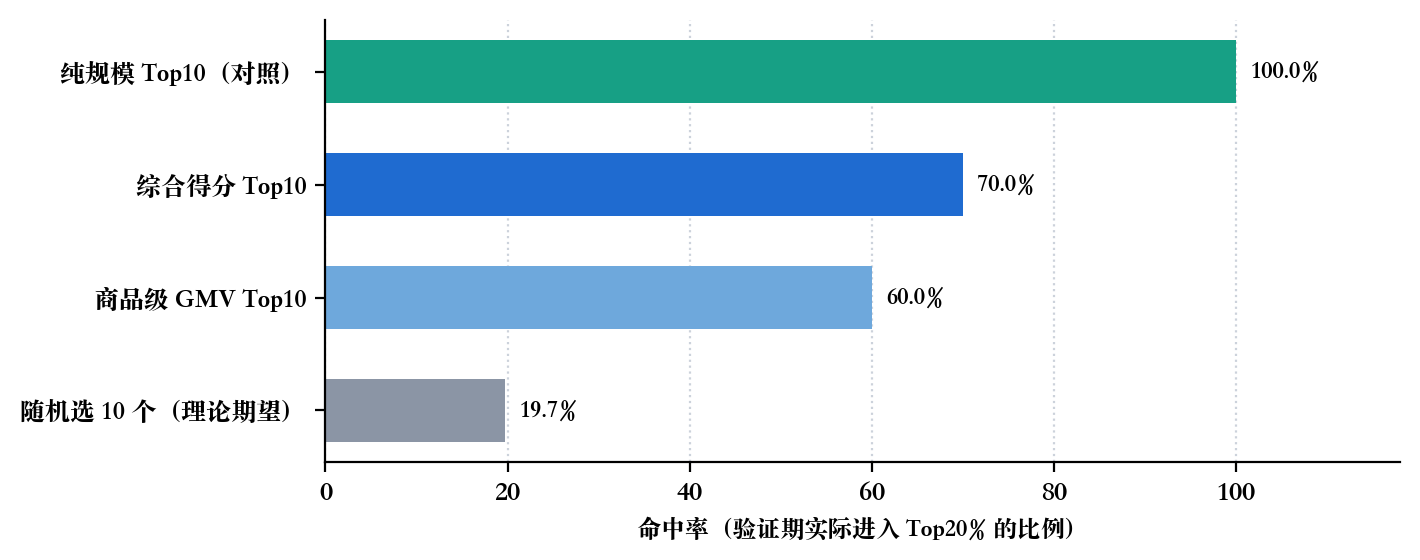 纯规模 Top10（对照）
100.0%
综合得分 Top10
70.0%
商品级 GMV Top10
60.0%
随机选 10 个（理论期望）
19.7%
0 20 40 60 80 100
命中率（验证期实际进入 Top20% 的比例）